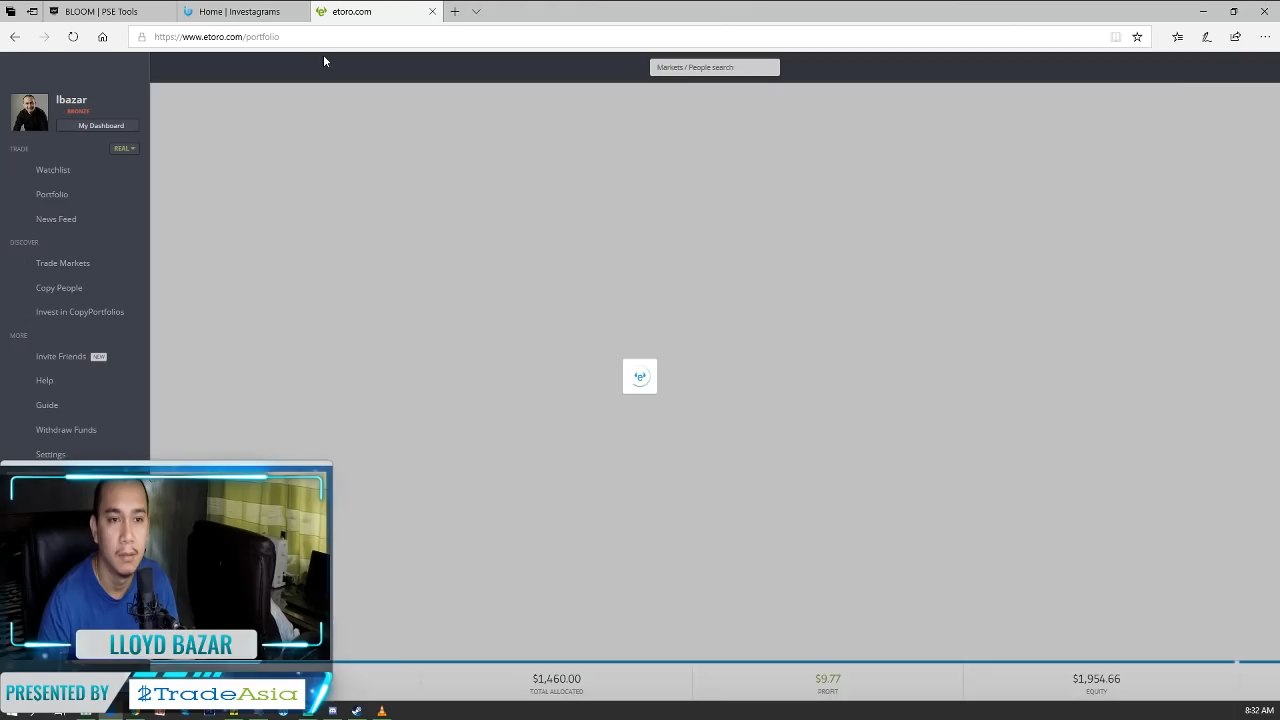 BLOOM | PSE Tools
Home | Investagrams
etoro.com
https://www.etoro.com/portfolio
Markets / People search
lbazar
BRONZE
My Dashboard
TRADE
REAL
Watchlist
Portfolio
News Feed
DISCOVER
Trade Markets
Copy People
Invest in CopyPortfolios
MORE
Invite Friends NEW
Help
Guide
Withdraw Funds
Settings
LLOYD BAZAR
PRESENTED BY
$TradeAsia
$1,460.00
TOTAL ALLOCATED
$9.77
PROFIT
$1,954.66
EQUITY
8:32 AM